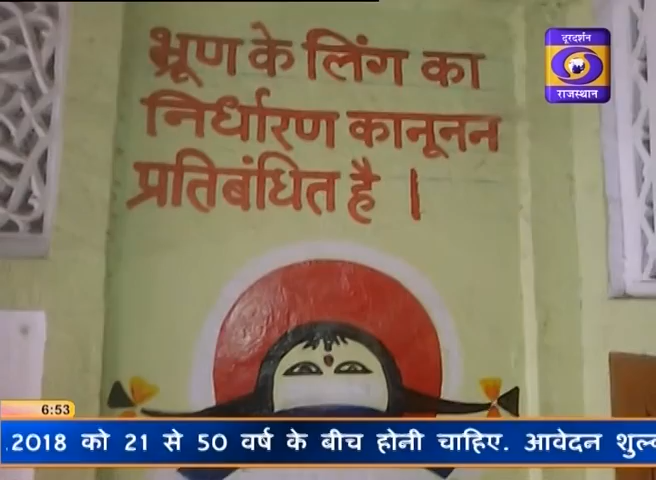 भ्रूण के लिंग का
निर्धारण कानूनन
प्रतिबंधित है ।
दूरदर्शन
राजस्थान
6:53
.2018 को 21 से 50 वर्ष के बीच होनी चाहिए. आवेदन